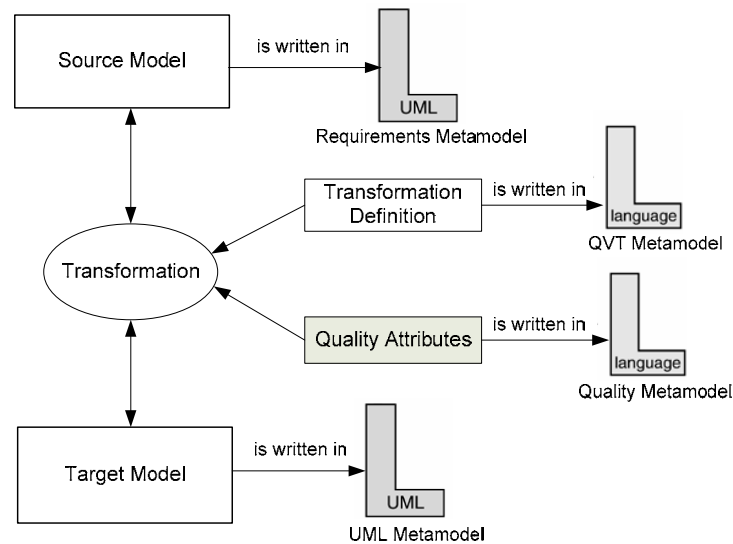 Source Model
is written in
UML
Requirements Metamodel
Transformation
Definition
is written in
language
QVT Metamodel
Transformation
Quality Attributes
is written in
language
Quality Metamodel
Target Model
is written in
UML
UML Metamodel